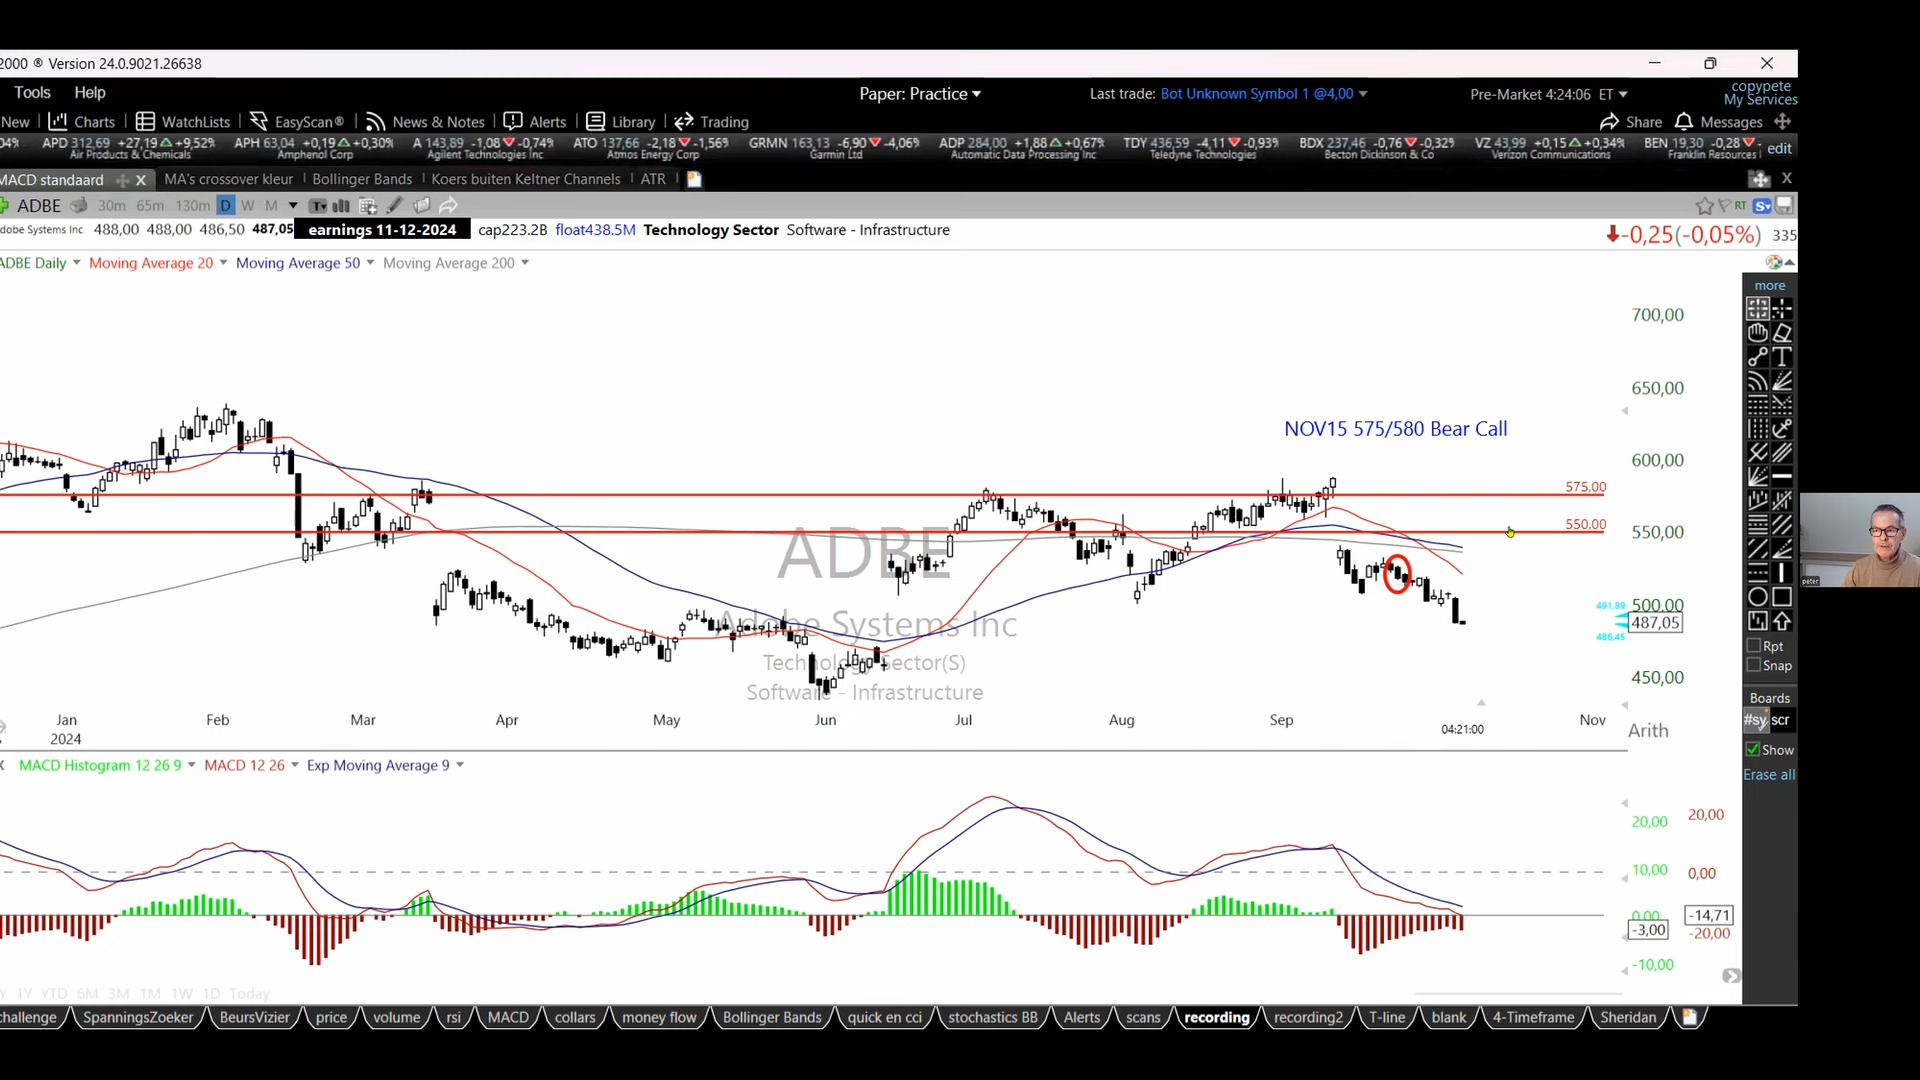 2000 ® Version 24.0.9021.26638
Tools Help Paper: Practice Last trade: Bot Unknown Symbol 1 @4,00 Pre-Market 4:24:06 ET copypete
My Services
New Charts WatchLists EasyScan® News & Notes Alerts Library Trading Share Messages
04% APD 312,69 +27,19 +9,52% APH 63,04 +0,19 +0,30% A 143,89 -1,08 -0,74% ATO 137,66 -2,18 -1,56% GRMN 163,13 -6,90 -4,06% ADP 284,00 +1,88 +0,67% TDY 436,59 -4,11 -0,93% BDX 237,46 -0,76 -0,32% VZ 43,99 +0,15 +0,34% BEN 19,30 -0,28 edit
Air Products & Chemicals Amphenol Corp Agilent Technologies Inc Atmos Energy Corp Garmin Ltd Automatic Data Processing Inc Teledyne Technologies Becton Dickinson & Co Verizon Communications Franklin Resources
MACD standaard X MA's crossover kleur Bollinger Bands Koers buiten Keltner Channels ATR X
ADBE 30m 65m 130m D W M RT
dobe Systems Inc 488,00 488,00 486,50 487,05 earnings 11-12-2024 cap223.2B float438.5M Technology Sector Software - Infrastructure -0,25(-0,05%) 335
ADBE Daily Moving Average 20 Moving Average 50 Moving Average 200
more
700,00
650,00
NOV15 575/580 Bear Call
600,00
575,00
550,00
550,00
ADBE
Adobe Systems Inc
Technology Sector(S)
Software - Infrastructure
491,89
500,00
487,05
486,45
450,00
Rpt
Snap
Boards
#sy scr
Show
Erase all
Jan Feb Mar Apr May Jun Jul Aug Sep Nov
2024
04:21:00
Arith
MACD Histogram 12 26 9 MACD 12 26 Exp Moving Average 9
20,00 20,00
10,00 0,00
0,00 -14,71
-3,00 -20,00
-10,00
Y 1Y YTD 6M 3M 1M 1W 1D Today
challenge SpanningsZoeker BeursVizier price volume rsi MACD collars money flow Bollinger Bands quick en cci stochastics BB Alerts scans recording recording2 T-line blank 4-Timeframe Sheridan
peter